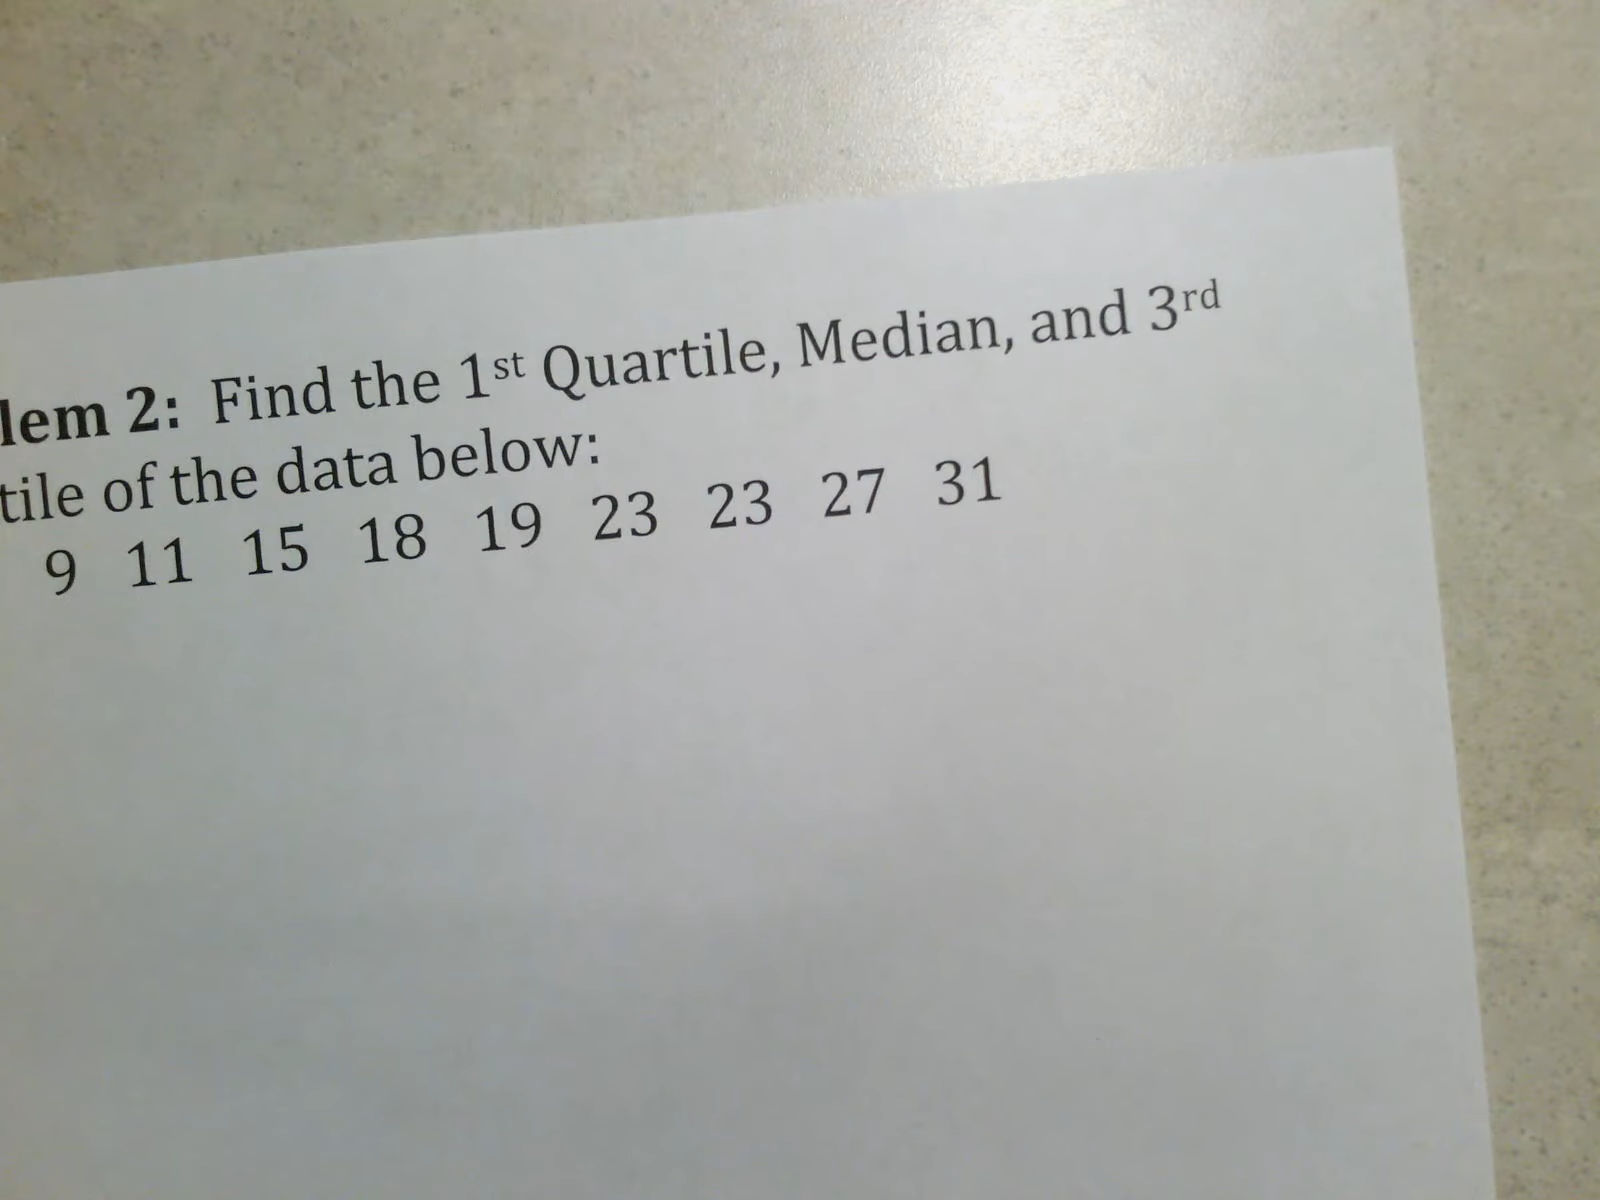 lem 2: Find the 1st Quartile, Median, and 3rd
tile of the data below:
9 11 15 18 19 23 23 27 31